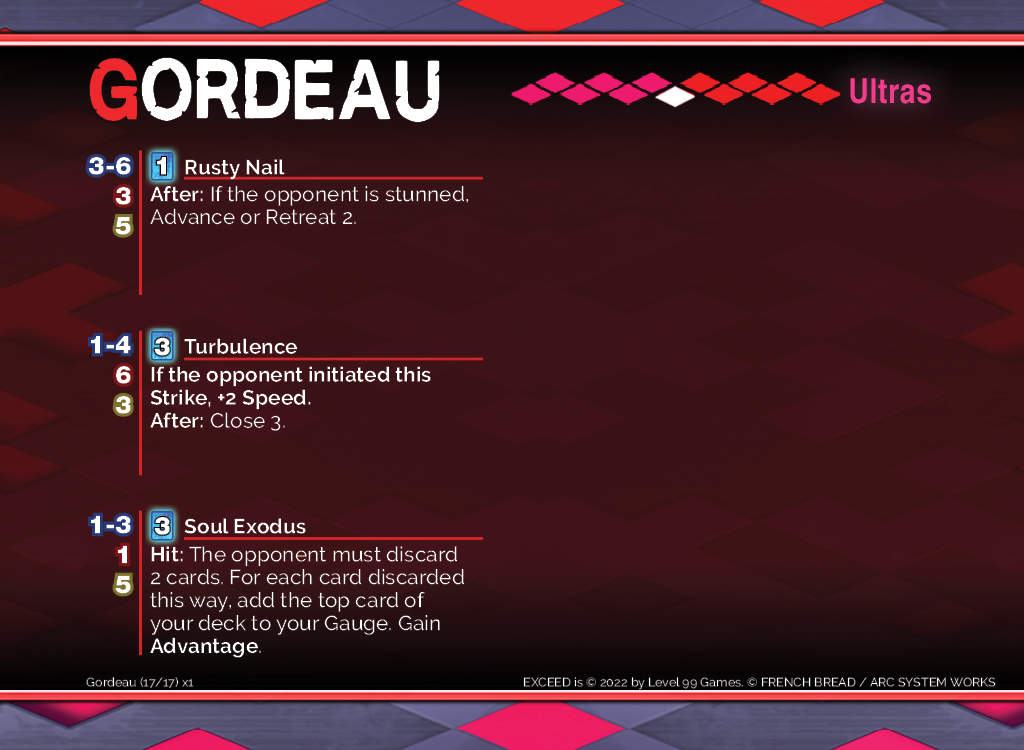 GORDEAU
Ultras
3-6 1 Rusty Nail
3 After: If the opponent is stunned,
5 Advance or Retreat 2.
1-4 3 Turbulence
6 If the opponent initiated this
3 Strike, +2 Speed.
After: Close 3.
1-3 3 Soul Exodus
1 Hit: The opponent must discard
5 2 cards. For each card discarded
this way, add the top card of
your deck to your Gauge. Gain
Advantage.
Gordeau (17/17) x1
EXCEED is © 2022 by Level 99 Games. © FRENCH BREAD / ARC SYSTEM WORKS